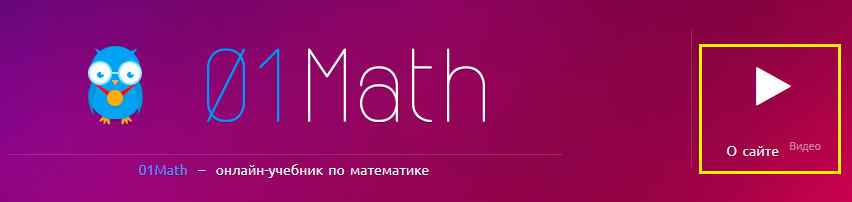 01Math
01Math – онлайн-учебник по математике
О сайте Видео